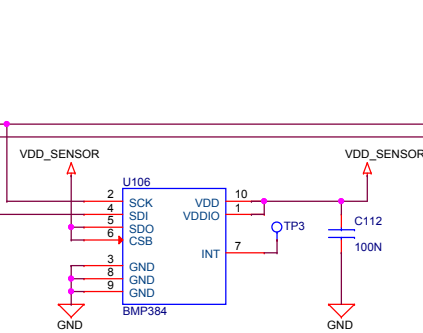 VDD_SENSOR
VDD_SENSOR
U106
2 SCK
4 SDI
5 SDO
6 CSB
3 GND
8 GND
9 GND
VDD 10
VDDIO 1
INT 7
TP3
C112
100N
BMP384
GND
GND